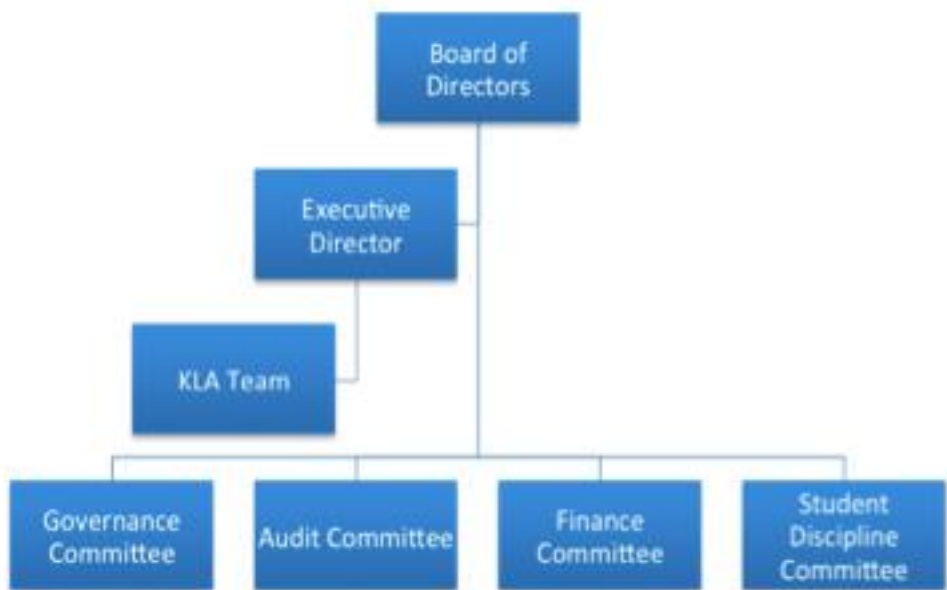 Board of
Directors
Executive
Director
KLA Team
Governance
Committee
Audit Committee
Finance
Committee
Student
Discipline
Committee